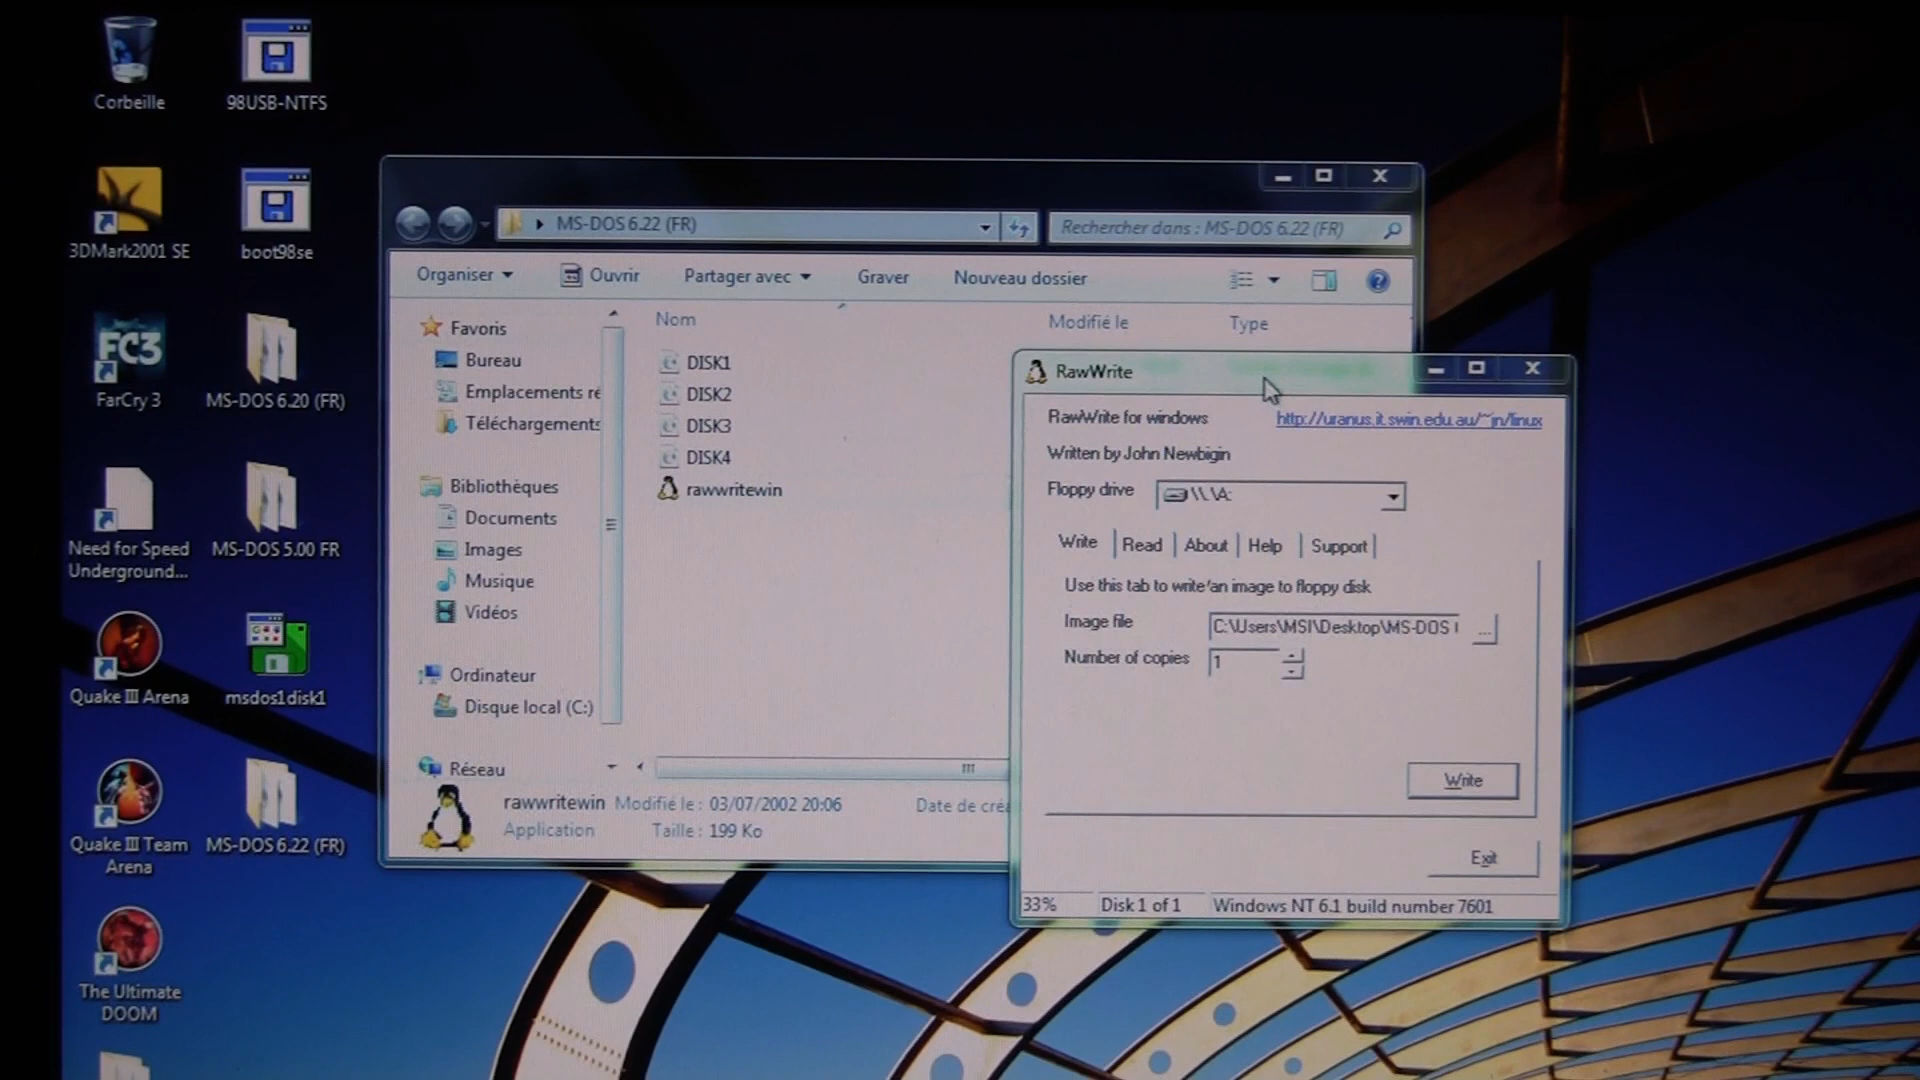 Corbeille
98USB-NTFS
3DMark2001 SE
boot98se
FC3
FarCry 3
MS-DOS 6.20 (FR)
Need for Speed
Underground...
MS-DOS 5.00 FR
Quake III Arena
msdos1disk1
Quake III Team
Arena
MS-DOS 6.22 (FR)
The Ultimate
DOOM
MS-DOS 6.22 (FR)
Rechercher dans : MS-DOS 6.22 (FR)
Organiser
Ouvrir
Partager avec
Graver
Nouveau dossier
Favoris
Bureau
Emplacements ré
Téléchargements
Bibliothèques
Documents
Images
Musique
Vidéos
Ordinateur
Disque local (C:)
Réseau
Nom
Modifié le
Type
DISK1
DISK2
DISK3
DISK4
rawwritewin
rawwritewin Modifié le : 03/07/2002 20:06 Date de créa
Application Taille : 199 Ko
RawWrite
RawWrite for windows http://uranus.it.swin.edu.au/~jn/linux
Written by John Newbigin
Floppy drive \\.\A:
Write Read About Help Support
Use this tab to write an image to floppy disk
Image file C:\Users\MSI\Desktop\MS-DOS ...
Number of copies 1
Write
Exit
33% Disk 1 of 1 Windows NT 6.1 build number 7601